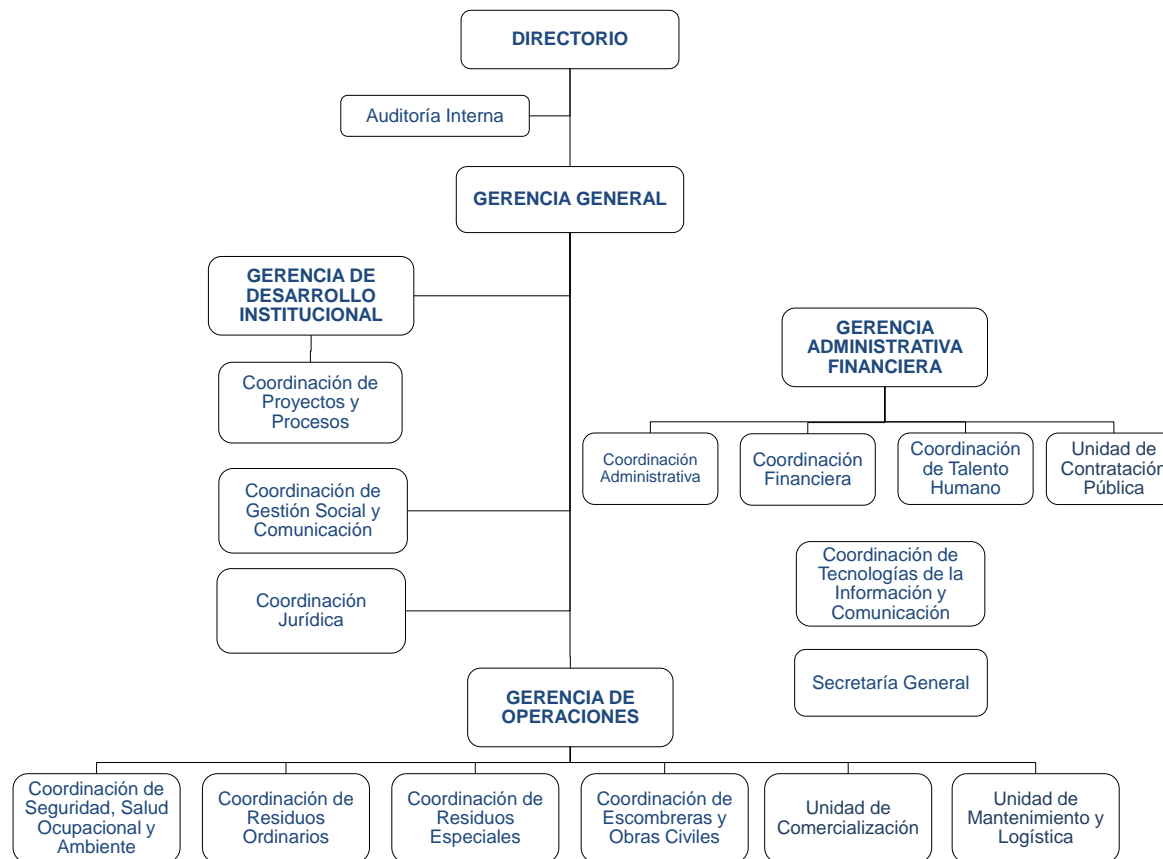 DIRECTORIO
Auditoría Interna
GERENCIA GENERAL
GERENCIA DE
DESARROLLO
INSTITUCIONAL
GERENCIA
ADMINISTRATIVA
FINANCIERA
Coordinación de
Proyectos y
Procesos
Coordinación
Administrativa
Coordinación
Financiera
Coordinación
de Talento
Humano
Unidad de
Contratación
Pública
Coordinación de
Gestión Social y
Comunicación
Coordinación de
Tecnologías de la
Información y
Comunicación
Coordinación
Jurídica
Secretaría General
GERENCIA DE
OPERACIONES
Coordinación de
Seguridad, Salud
Ocupacional y
Ambiente
Coordinación de
Residuos
Ordinarios
Coordinación de
Residuos
Especiales
Coordinación de
Escombreras y
Obras Civiles
Unidad de
Comercialización
Unidad de
Mantenimiento y
Logística